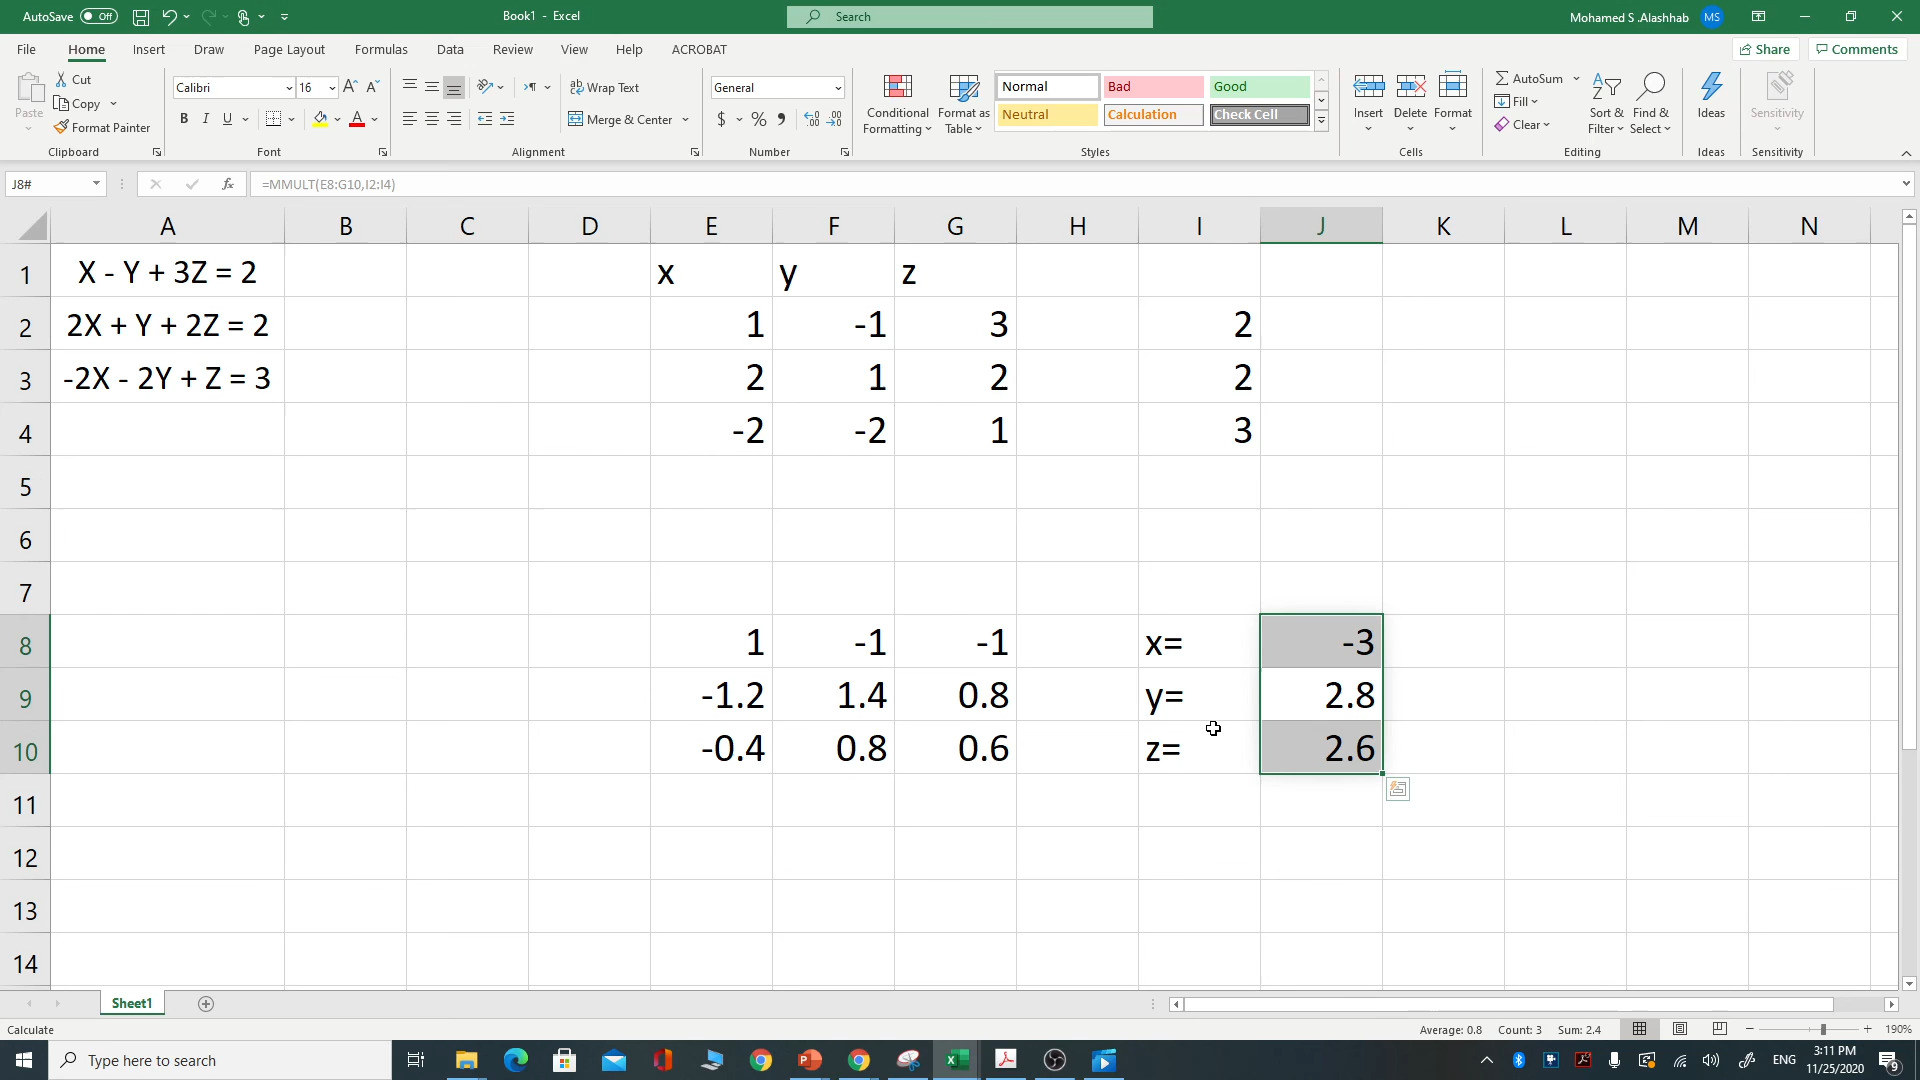 AutoSave Off
Book1 - Excel
Search
Mohamed S .Alashhab MS
File Home Insert Draw Page Layout Formulas Data Review View Help ACROBAT
Share Comments
Paste
Cut
Copy
Format Painter
Clipboard
Calibri 16
B I U
Font
Wrap Text
Merge & Center
Alignment
General
$ % 9
Number
Conditional Formatting
Format as Table
Normal Bad Good
Neutral Calculation Check Cell
Styles
Insert Delete Format
Cells
AutoSum
Fill
Clear
Sort & Filter
Find & Select
Editing
Ideas
Ideas
Sensitivity
Sensitivity
J8# fx =MMULT(E8:G10,I2:I4)
A B C D E F G H I J K L M N
1 X - Y + 3Z = 2 x y z
2 2X + Y + 2Z = 2 1 -1 3 2
3 -2X - 2Y + Z = 3 2 1 2 2
4 -2 -2 1 3
5
6
7
8 1 -1 -1 x= -3
9 -1.2 1.4 0.8 y= 2.8
10 -0.4 0.8 0.6 z= 2.6
11
12
13
14
Sheet1
Calculate
Average: 0.8 Count: 3 Sum: 2.4
190%
Type here to search
ENG
3:11 PM
11/25/2020
9